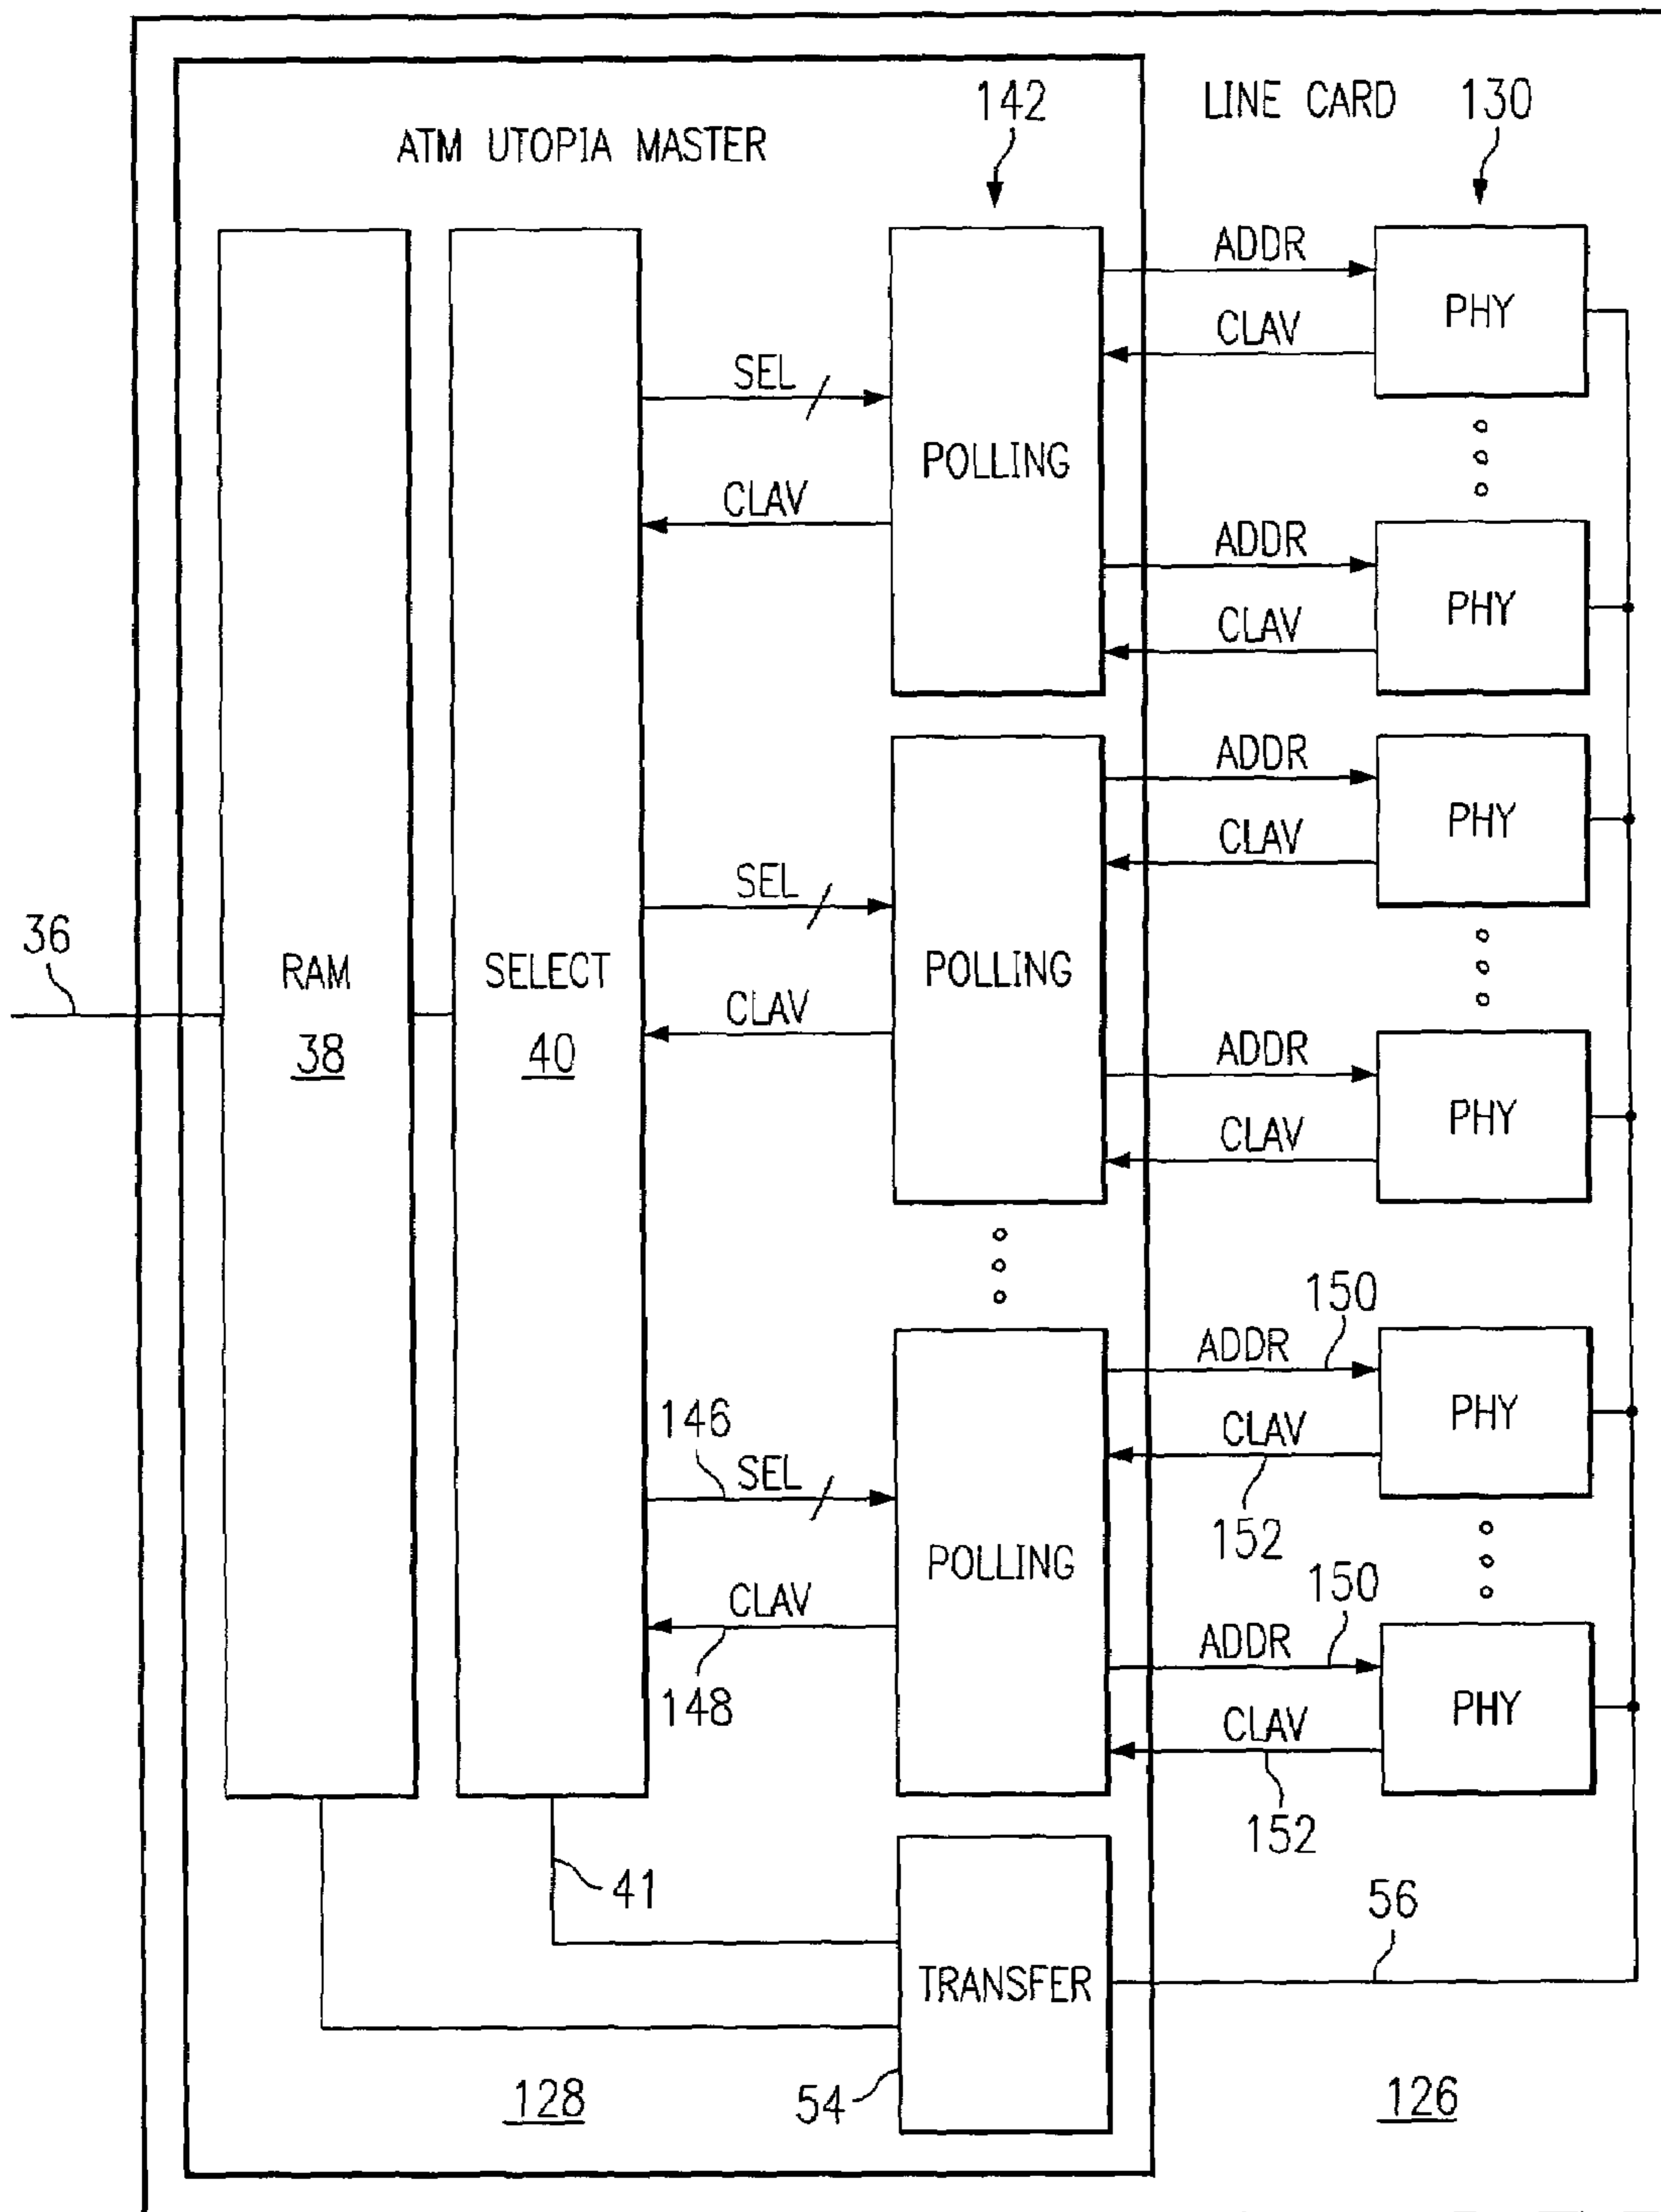 142
LINE CARD
130
ATM UTOPIA MASTER
ADDR
PHY
CLAV
SEL
POLLING
CLAV
ADDR
PHY
CLAV
ADDR
PHY
CLAV
SEL
36
RAM
SELECT
POLLING
CLAV
38
40
ADDR
PHY
CLAV
150
ADDR
PHY
146
CLAV
SEL
152
POLLING
150
CLAV
ADDR
148
PHY
CLAV
152
41
56
TRANSFER
54
128
126